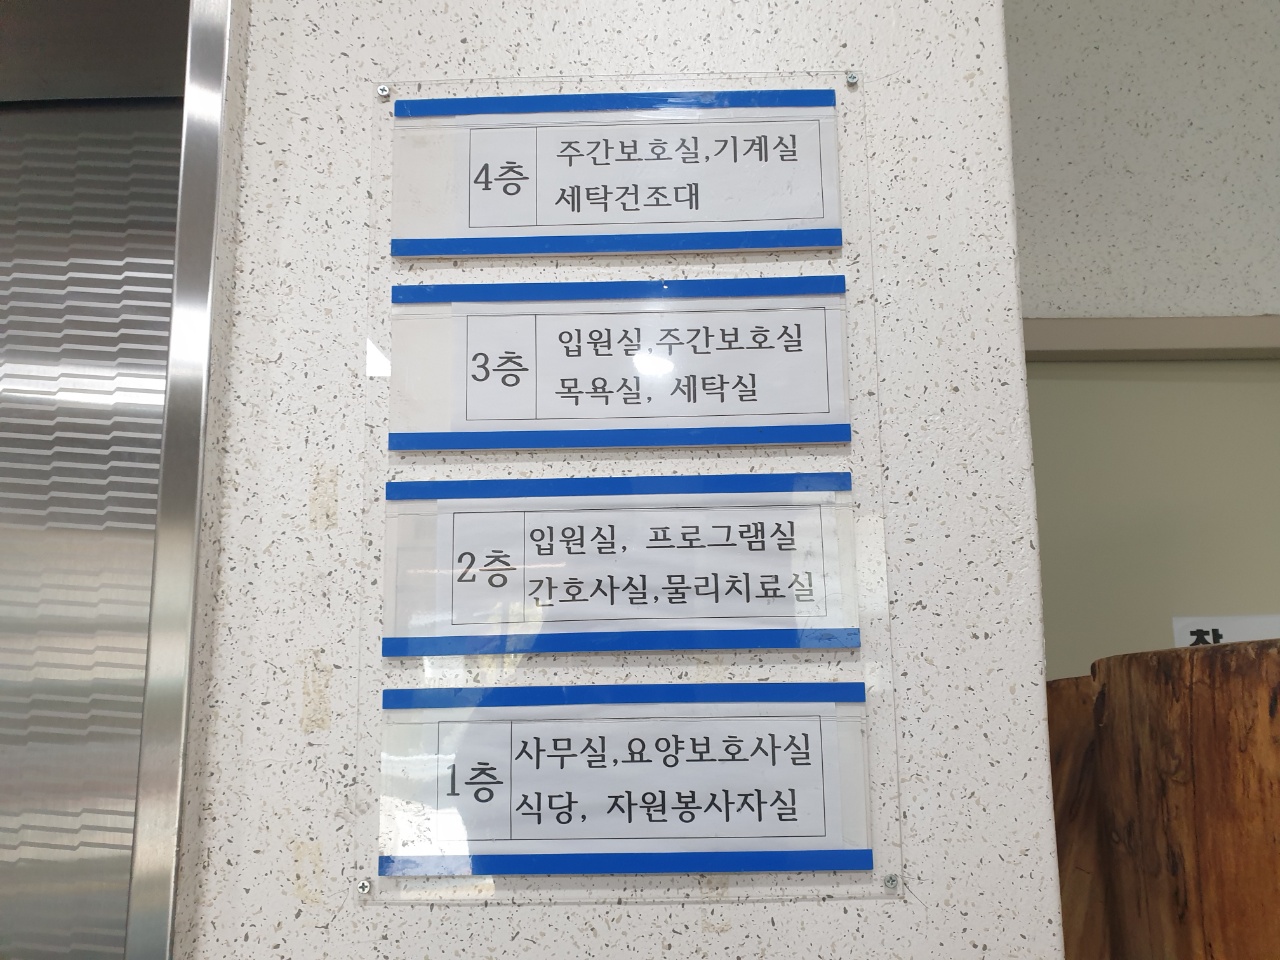 4층
주간보호실,기계실
세탁건조대
3층
입원실,주간보호실
목욕실, 세탁실
2층
입원실, 프로그램실
간호사실,물리치료실
1층
사무실,요양보호사실
식당, 자원봉사자실